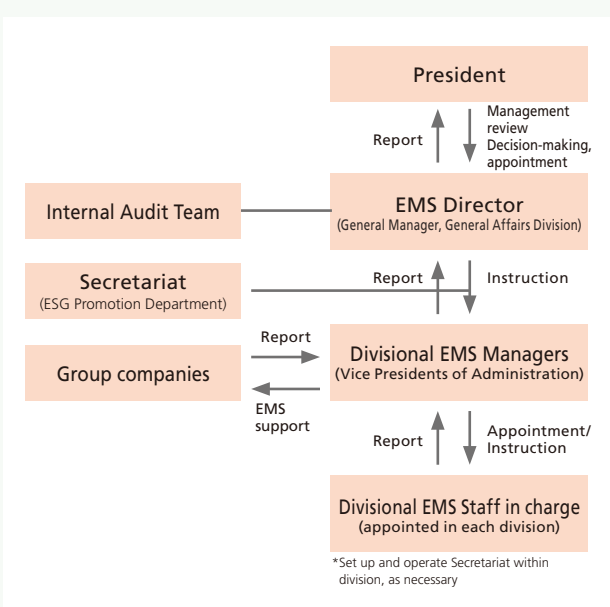 President
Report
Management
review
Decision-making,
appointment
Internal Audit Team
EMS Director
(General Manager, General Affairs Division)
Secretariat
(ESG Promotion Department)
Report
Instruction
Report
Group companies
EMS
support
Divisional EMS Managers
(Vice Presidents of Administration)
Report
Appointment/
Instruction
Divisional EMS Staff in charge
(appointed in each division)
*Set up and operate Secretariat within
division, as necessary